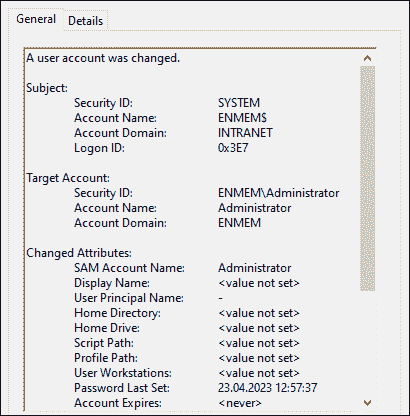 General
Details
A user account was changed.
Subject:
Security ID: SYSTEM
Account Name: ENMEM$
Account Domain: INTRANET
Logon ID: 0x3E7
Target Account:
Security ID: ENMEM\Administrator
Account Name: Administrator
Account Domain: ENMEM
Changed Attributes:
SAM Account Name: Administrator
Display Name: <value not set>
User Principal Name: -
Home Directory: <value not set>
Home Drive: <value not set>
Script Path: <value not set>
Profile Path: <value not set>
User Workstations: <value not set>
Password Last Set: 23.04.2023 12:57:37
Account Expires: <never>